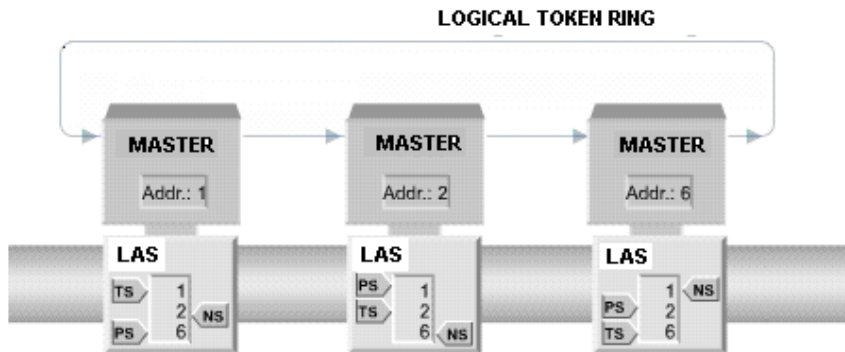 LOGICAL TOKEN RING
MASTER
Addr.: 1
MASTER
Addr.: 2
MASTER
Addr.: 6
LAS
TS 1
2 NS
PS 6
LAS
PS 1
TS 2
6 NS
LAS
1 NS
PS 2
TS 6